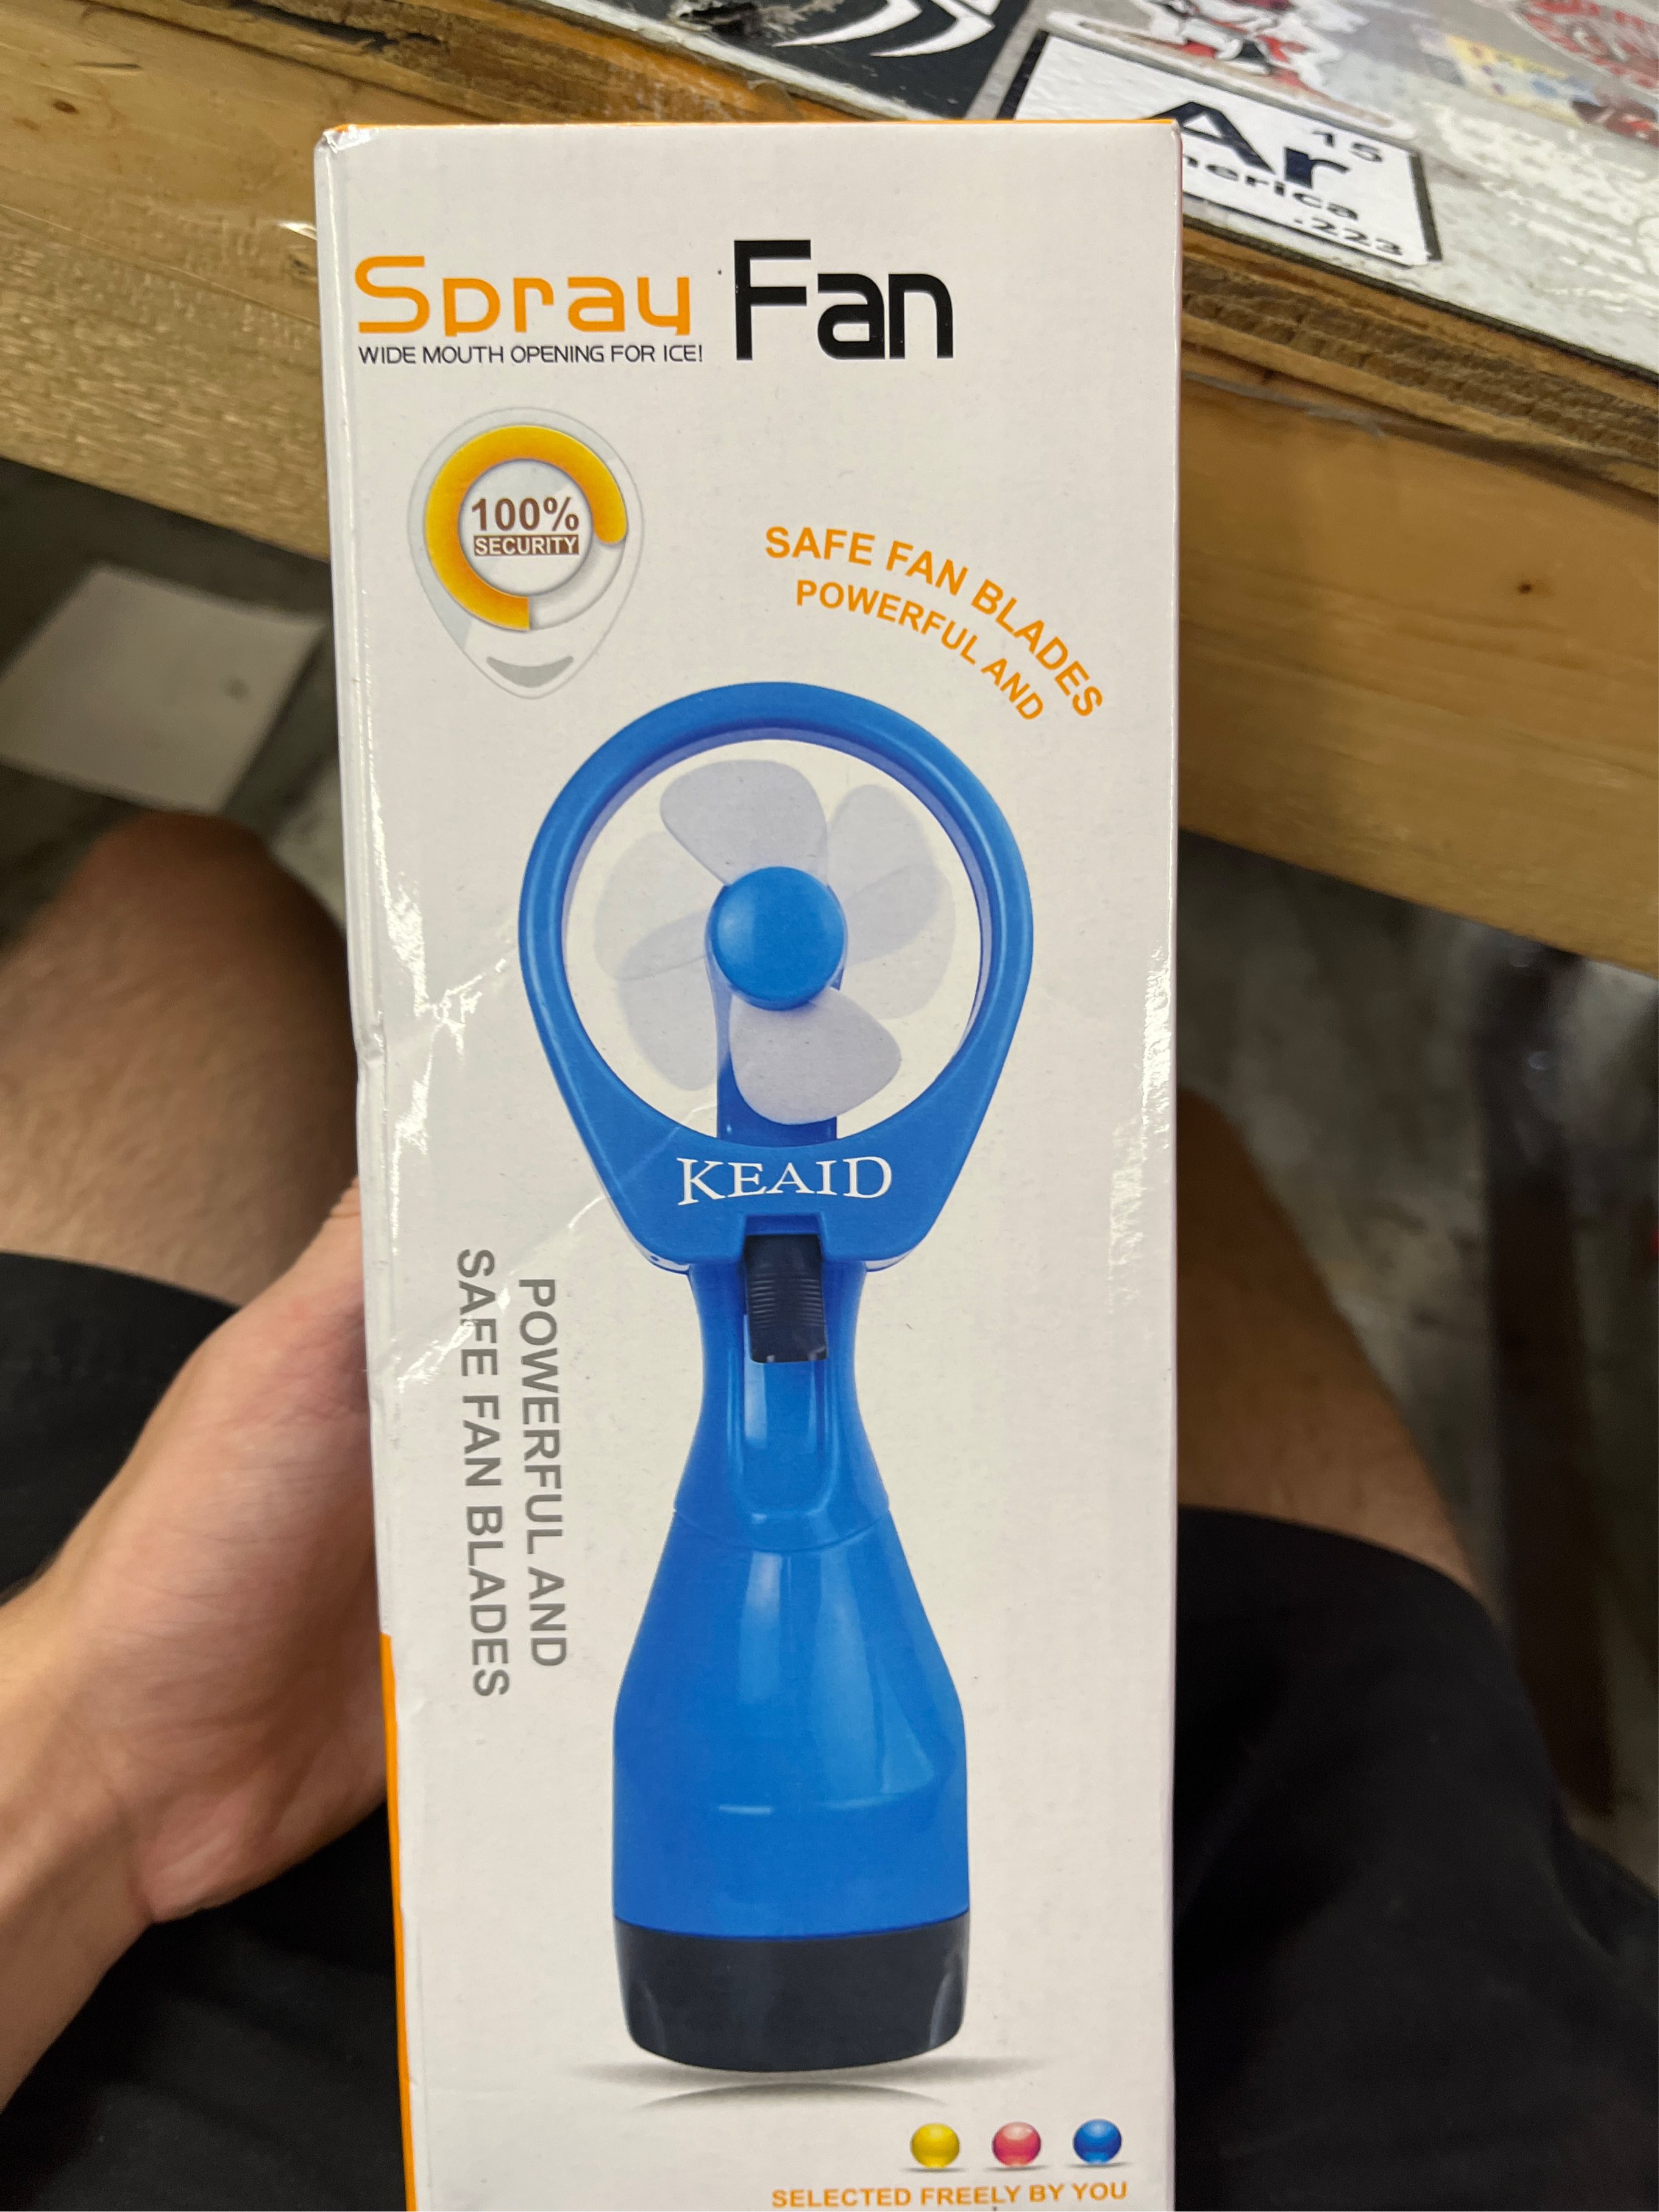 Spray Fan
WIDE MOUTH OPENING FOR ICE!
100%
SECURITY
SAFE FAN BLADES
POWERFUL AND
KEAID
POWERFUL AND
SAFE FAN BLADES
SELECTED FREELY BY YOU
15
Ar
.223